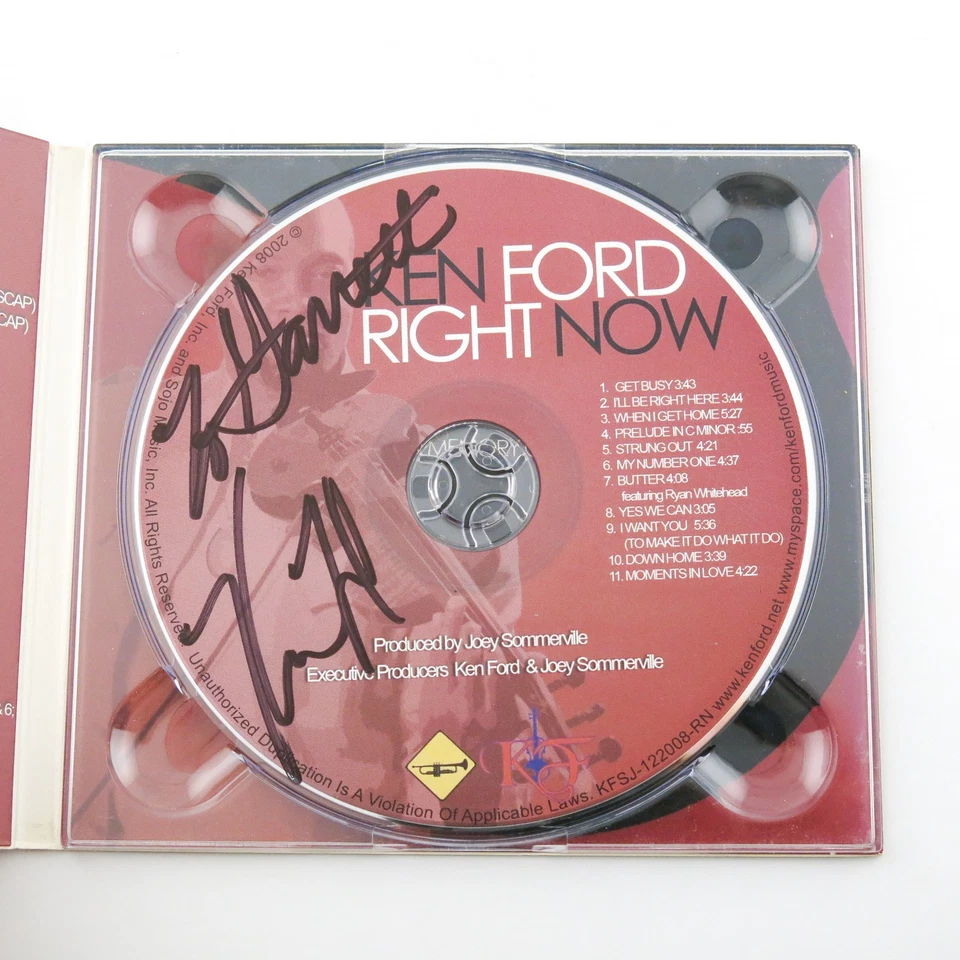 SCAP)
CAP)
& 6;
KEN FORD
RIGHT NOW
1. GET BUSY 3:43
2. I'LL BE RIGHT HERE 3:44
3. WHEN I GET HOME 5:27
4. PRELUDE IN C MINOR :55
5. STRUNG OUT 4:21
6. MY NUMBER ONE 4:37
7. BUTTER 4:08
featuring Ryan Whitehead
8. YES WE CAN 3:05
9. I WANT YOU 5:36
(TO MAKE IT DO WHAT IT DO)
10. DOWN HOME 3:39
11. MOMENTS IN LOVE 4:22
MEMORY
Produced by Joey Sommerville
Executive Producers Ken Ford & Joey Sommerville
KF
© 2008 Ken Ford, Inc. and Sojo Music, Inc. All Rights Reserved. Unauthorized Duplication Is A Violation Of Applicable Laws. KFSJ-122008-RN www.kenford.net www.myspace.com/kenfordmusic